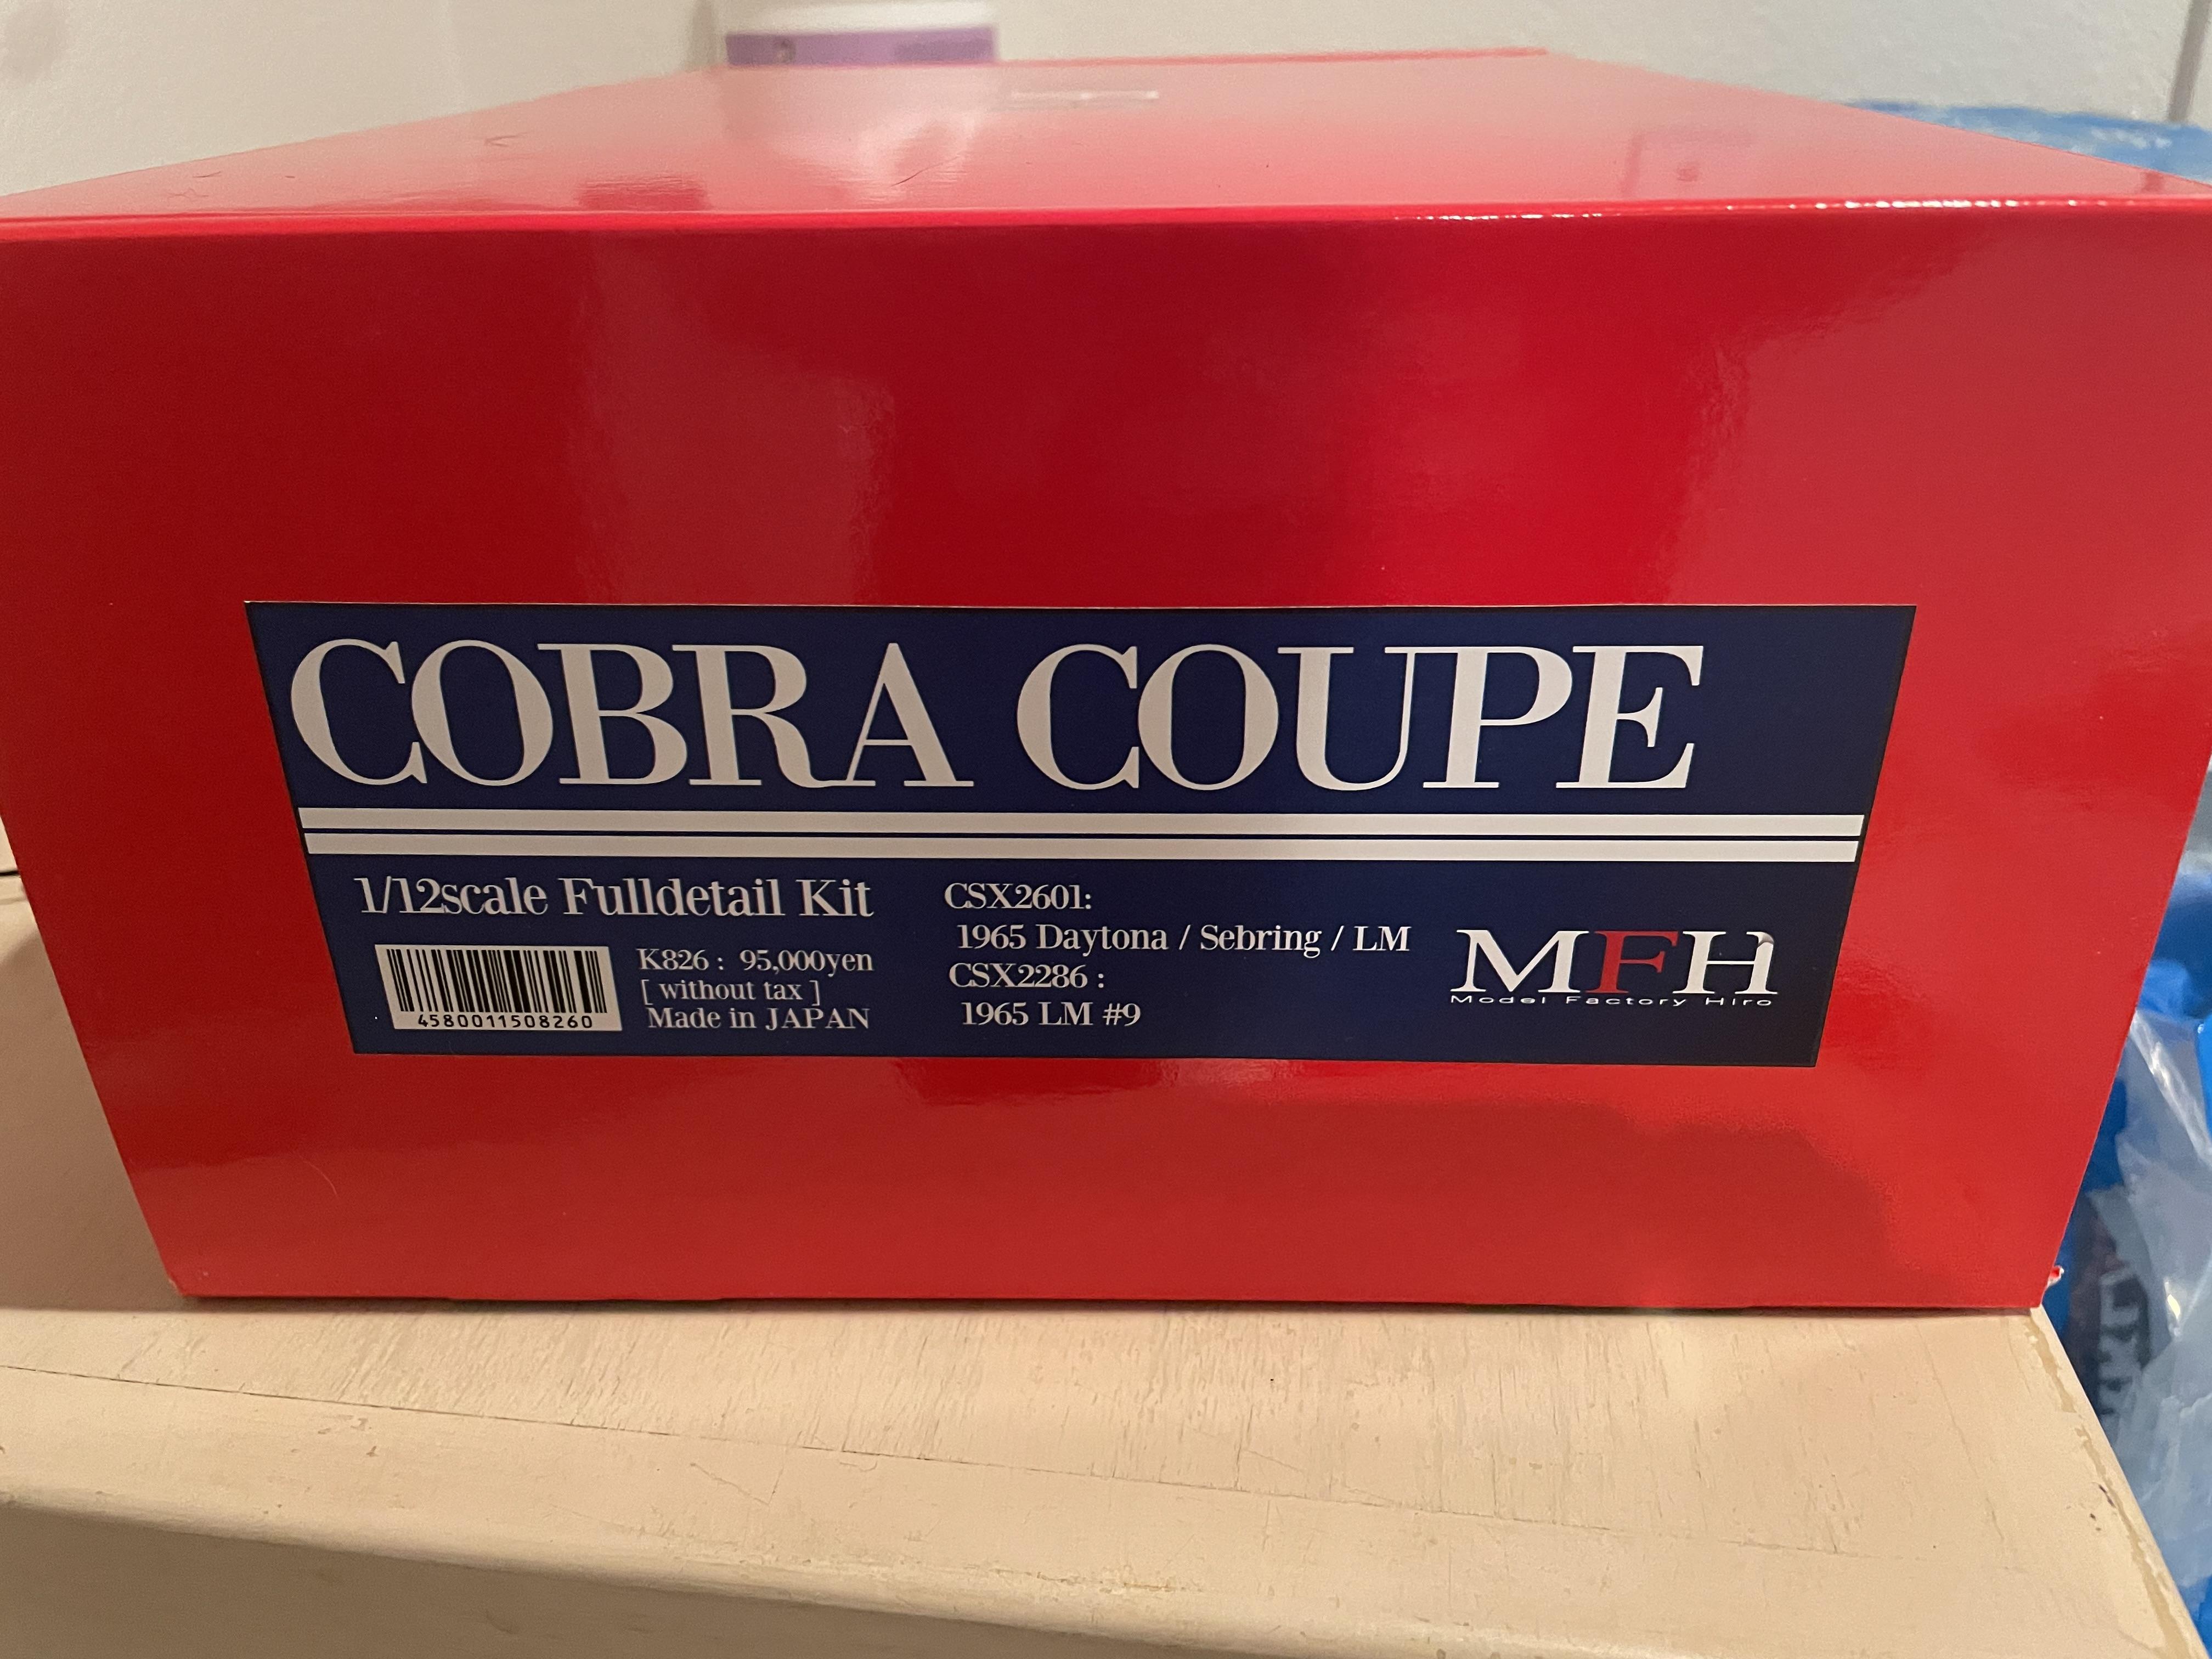 COBRA COUPE
1/12scale Fulldetail Kit
4580011508260
K826 : 95,000yen
[ without tax ]
Made in JAPAN
CSX2601:
1965 Daytona / Sebring / LM
CSX2286 :
1965 LM #9
MFH
Model Factory Hiro